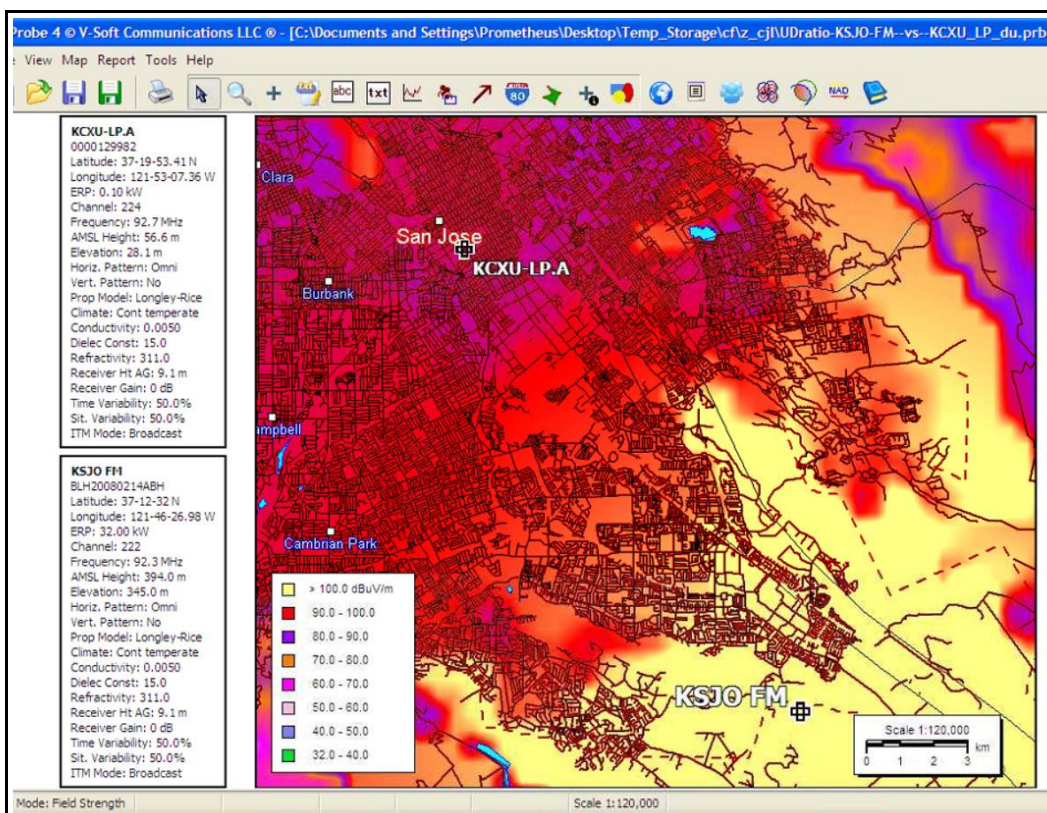 Probe 4 © V-Soft Communications LLC ® - [C:\Documents and Settings\Prometheus\Desktop\Temp_Storage\cf\z_cjl\UDratio-KSJO-FM--vs--KCXU_LP_du.prb
View Map Report Tools Help
abc txt 80 NAD
KCXU-LP.A
0000129982
Latitude: 37-19-53.41 N
Longitude: 121-53-07.36 W
ERP: 0.10 kW
Channel: 224
Frequency: 92.7 MHz
AMSL Height: 56.6 m
Elevation: 28.1 m
Horiz. Pattern: Omni
Vert. Pattern: No
Prop Model: Longley-Rice
Climate: Cont temperate
Conductivity: 0.0050
Dielec Const: 15.0
Refractivity: 311.0
Receiver Ht AG: 9.1 m
Receiver Gain: 0 dB
Time Variability: 50.0%
Sit. Variability: 50.0%
ITM Mode: Broadcast
KSJO FM
BLH20080214ABH
Latitude: 37-12-32 N
Longitude: 121-46-26.98 W
ERP: 32.00 kW
Channel: 222
Frequency: 92.3 MHz
AMSL Height: 394.0 m
Elevation: 345.0 m
Horiz. Pattern: Omni
Vert. Pattern: No
Prop Model: Longley-Rice
Climate: Cont temperate
Conductivity: 0.0050
Dielec Const: 15.0
Refractivity: 311.0
Receiver Ht AG: 9.1 m
Receiver Gain: 0 dB
Time Variability: 50.0%
Sit. Variability: 50.0%
ITM Mode: Broadcast
Clara
San Jose
KCXU-LP.A
Burbank
ampbell
Cambrian Park
> 100.0 dBuV/m
90.0 - 100.0
80.0 - 90.0
70.0 - 80.0
60.0 - 70.0
50.0 - 60.0
40.0 - 50.0
32.0 - 40.0
KSJO FM
Scale 1:120,000
km
0 1 2 3
Mode: Field Strength
Scale 1:120,000